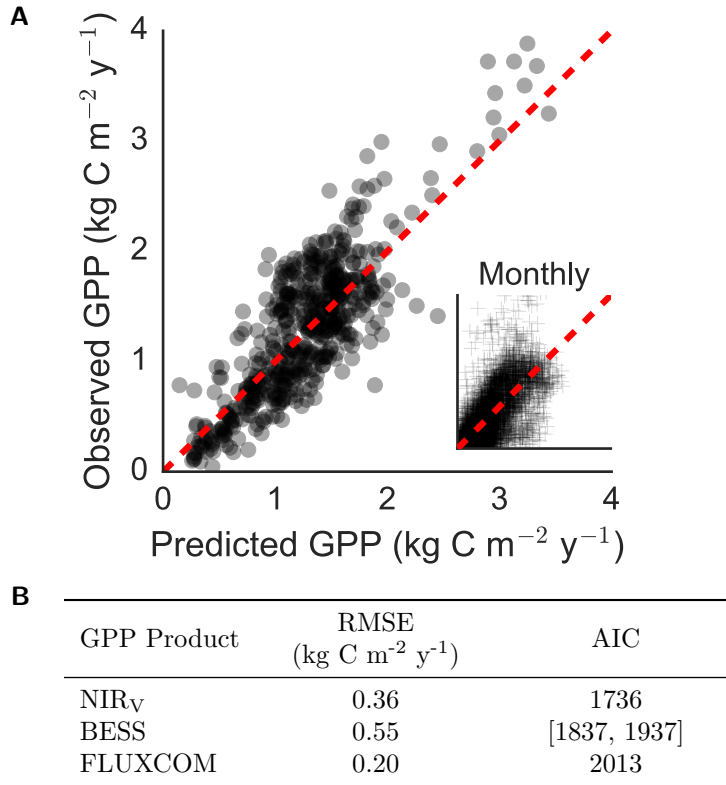 A
Observed GPP (kg C m−2 y−1)
4
3
2
1
0
Monthly
0 1 2 3 4
Predicted GPP (kg C m−2 y−1)
B
GPP Product RMSE (kg C m-2 y-1) AIC
NIRV 0.36 1736
BESS 0.55 [1837, 1937]
FLUXCOM 0.20 2013